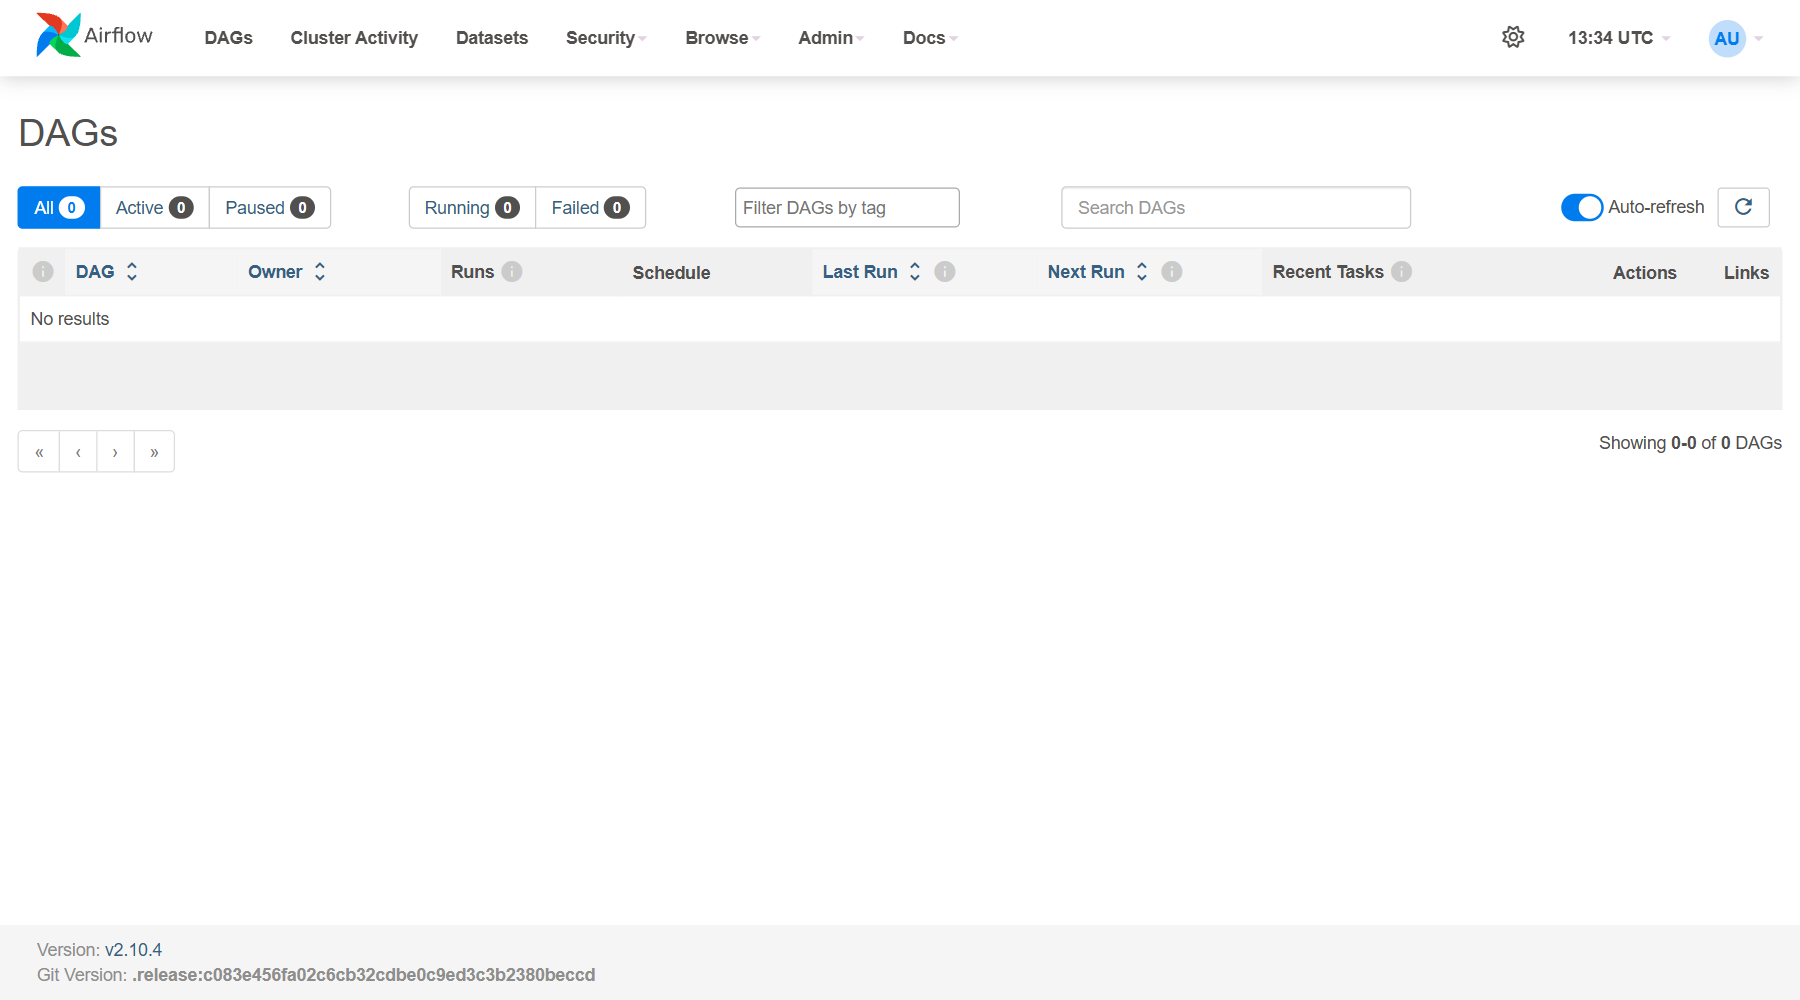 Airflow DAGs Cluster Activity Datasets Security Browse Admin Docs 13:34 UTC AU
DAGs
All 0 Active 0 Paused 0 Running 0 Failed 0 Filter DAGs by tag Search DAGs Auto-refresh
DAG Owner Runs Schedule Last Run Next Run Recent Tasks Actions Links
No results
« ‹ › » Showing 0-0 of 0 DAGs
Version: v2.10.4
Git Version: .release:c083e456fa02c6cb32cdbe0c9ed3c3b2380beccd